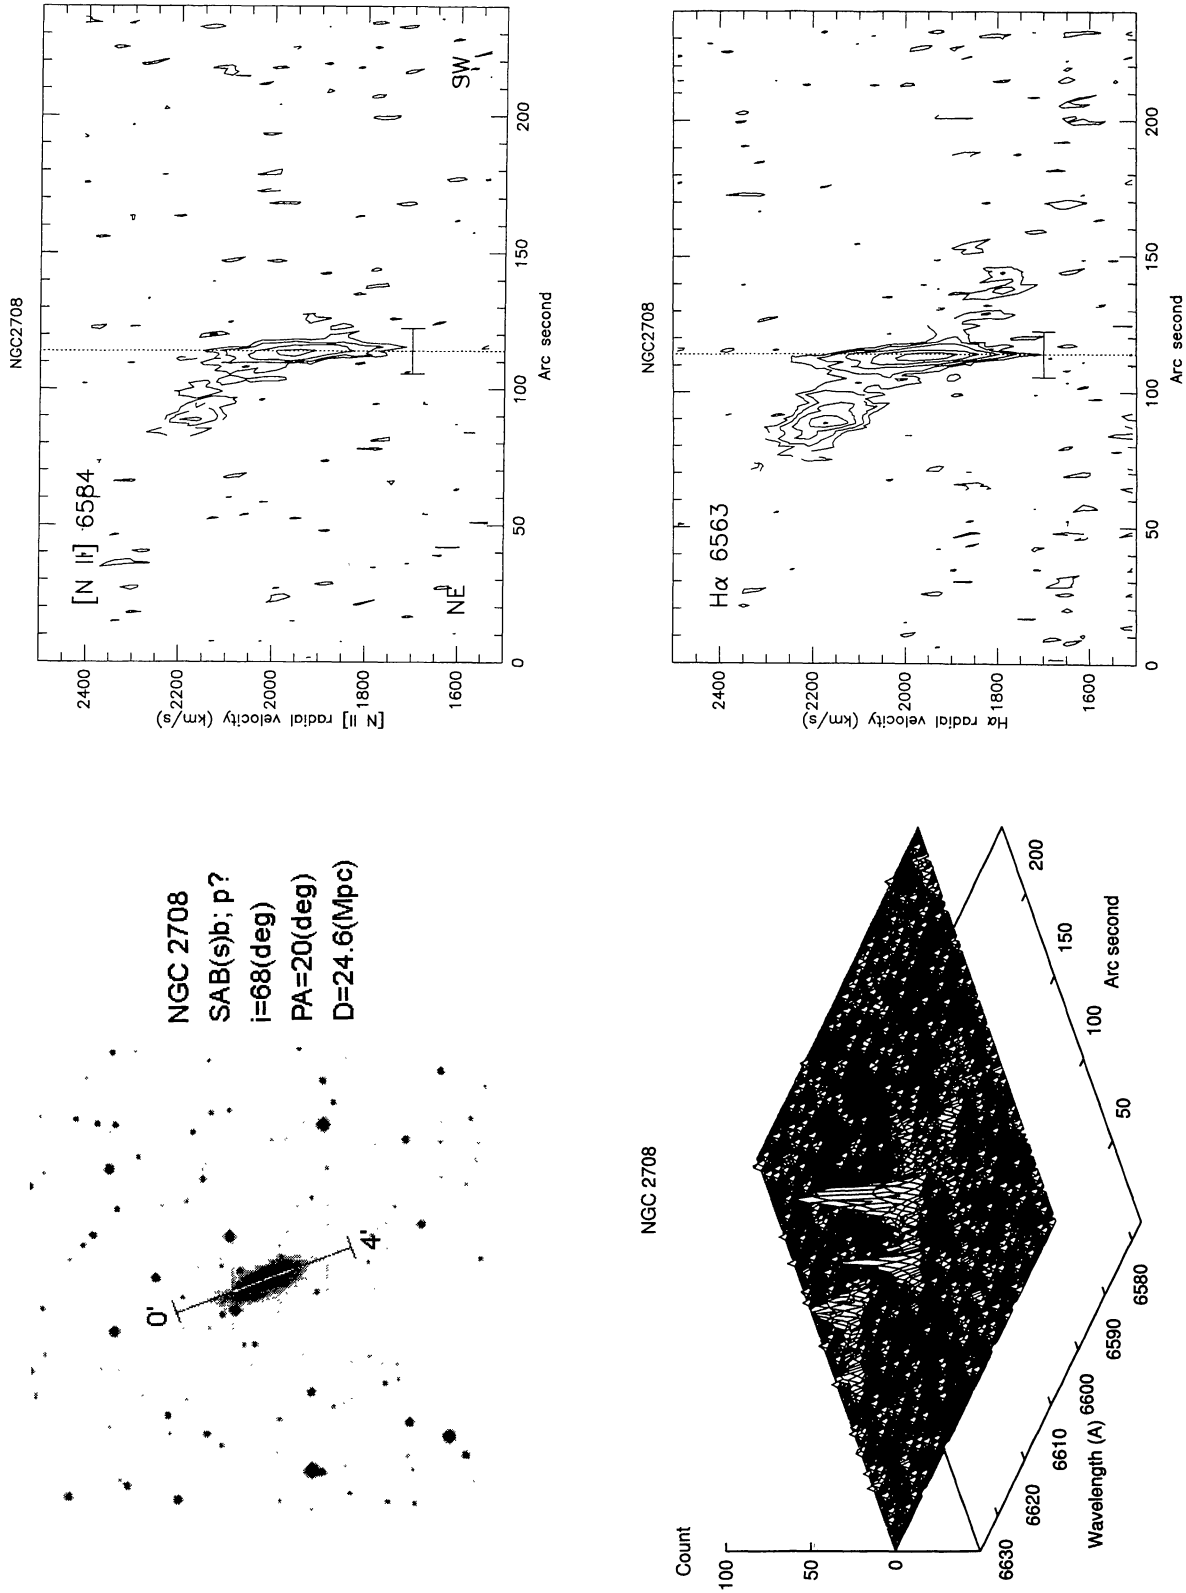 NGC 2708
SAB(s)b; p?
i=68(deg)
PA=20(deg)
D=24.6(Mpc)
0'
4'
NGC2708
[N II] 6584
NE
SW
2400
2200
2000
1800
1600
[N II] radial velocity (km/s)
0
50
100
150
200
Arc second
NGC 2708
Count
100
50
0
6630
6620
6610
6600
6590
6580
Wavelength (A)
50
100
150
200
Arc second
NGC2708
Hα 6563
2400
2200
2000
1800
1600
Hα radial velocity (km/s)
0
50
100
150
200
Arc second